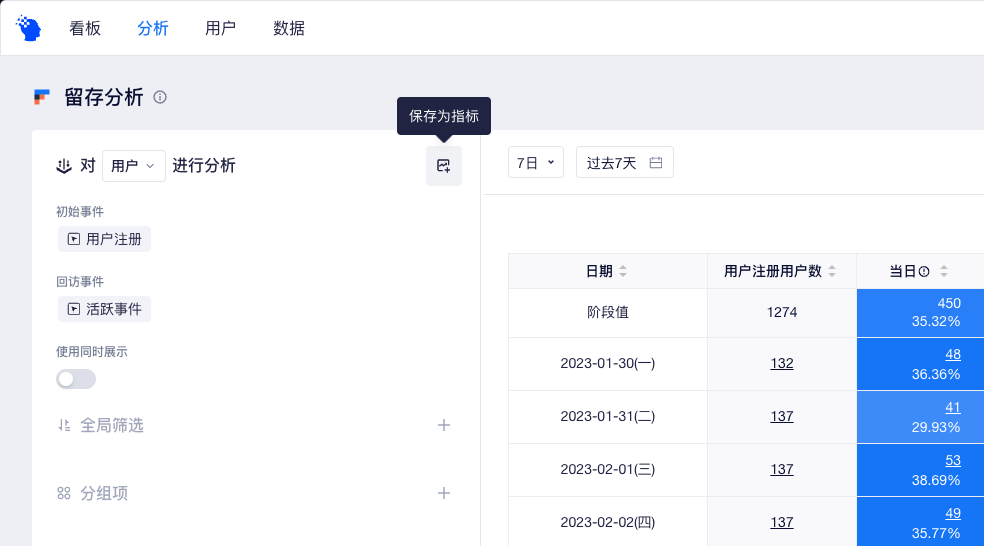 看板 分析 用户 数据
留存分析
保存为指标
对 用户 进行分析
7日 过去7天
初始事件
用户注册
回访事件
活跃事件
使用同时展示
全局筛选
分组项
日期 用户注册用户数 当日
阶段值 1274 450
35.32%
2023-01-30(一) 132 48
36.36%
2023-01-31(二) 137 41
29.93%
2023-02-01(三) 137 53
38.69%
2023-02-02(四) 137 49
35.77%